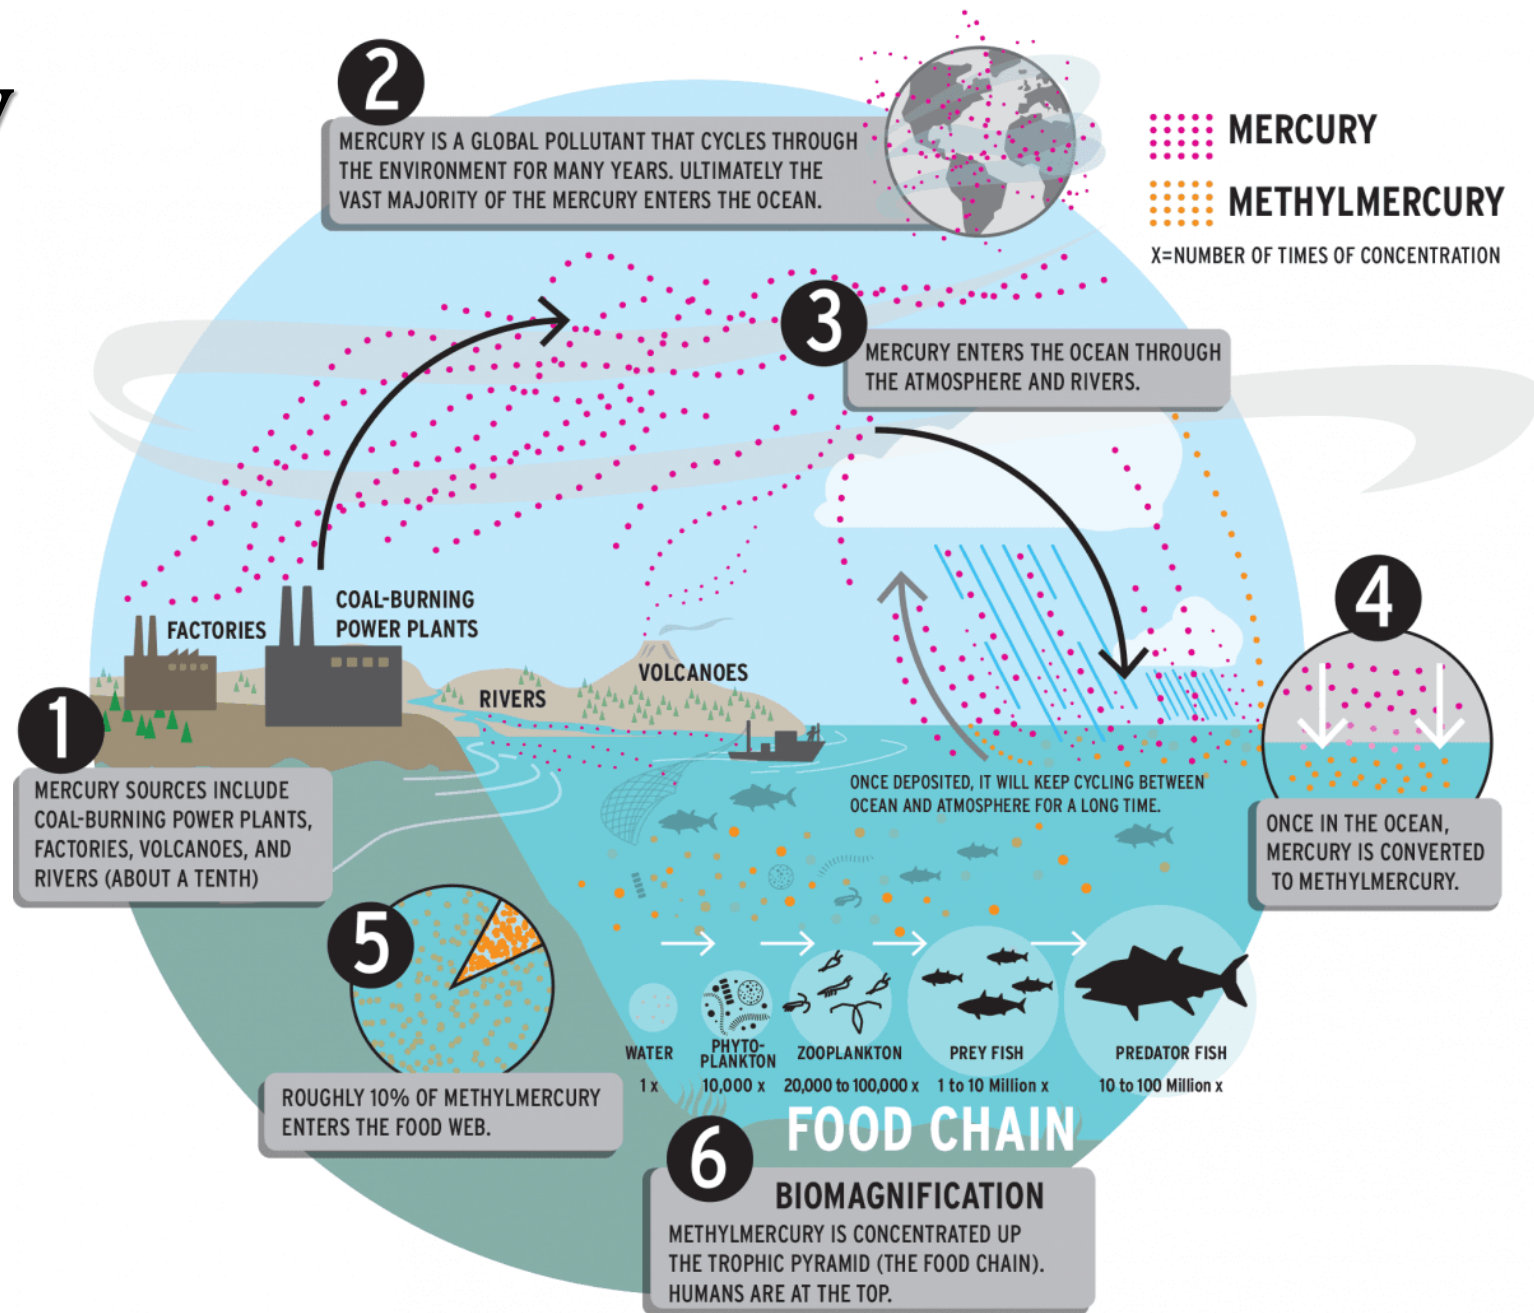 2
MERCURY IS A GLOBAL POLLUTANT THAT CYCLES THROUGH
THE ENVIRONMENT FOR MANY YEARS. ULTIMATELY THE
VAST MAJORITY OF THE MERCURY ENTERS THE OCEAN.
MERCURY
METHYLMERCURY
X=NUMBER OF TIMES OF CONCENTRATION
3
MERCURY ENTERS THE OCEAN THROUGH
THE ATMOSPHERE AND RIVERS.
FACTORIES
COAL-BURNING
POWER PLANTS
RIVERS
VOLCANOES
1
MERCURY SOURCES INCLUDE
COAL-BURNING POWER PLANTS,
FACTORIES, VOLCANOES, AND
RIVERS (ABOUT A TENTH)
ONCE DEPOSITED, IT WILL KEEP CYCLING BETWEEN
OCEAN AND ATMOSPHERE FOR A LONG TIME.
4
ONCE IN THE OCEAN,
MERCURY IS CONVERTED
TO METHYLMERCURY.
5
ROUGHLY 10% OF METHYLMERCURY
ENTERS THE FOOD WEB.
WATER
1 x
PHYTO-
PLANKTON
10,000 x
ZOOPLANKTON
20,000 to 100,000 x
PREY FISH
1 to 10 Million x
PREDATOR FISH
10 to 100 Million x
FOOD CHAIN
6
BIOMAGNIFICATION
METHYLMERCURY IS CONCENTRATED UP
THE TROPHIC PYRAMID (THE FOOD CHAIN).
HUMANS ARE AT THE TOP.